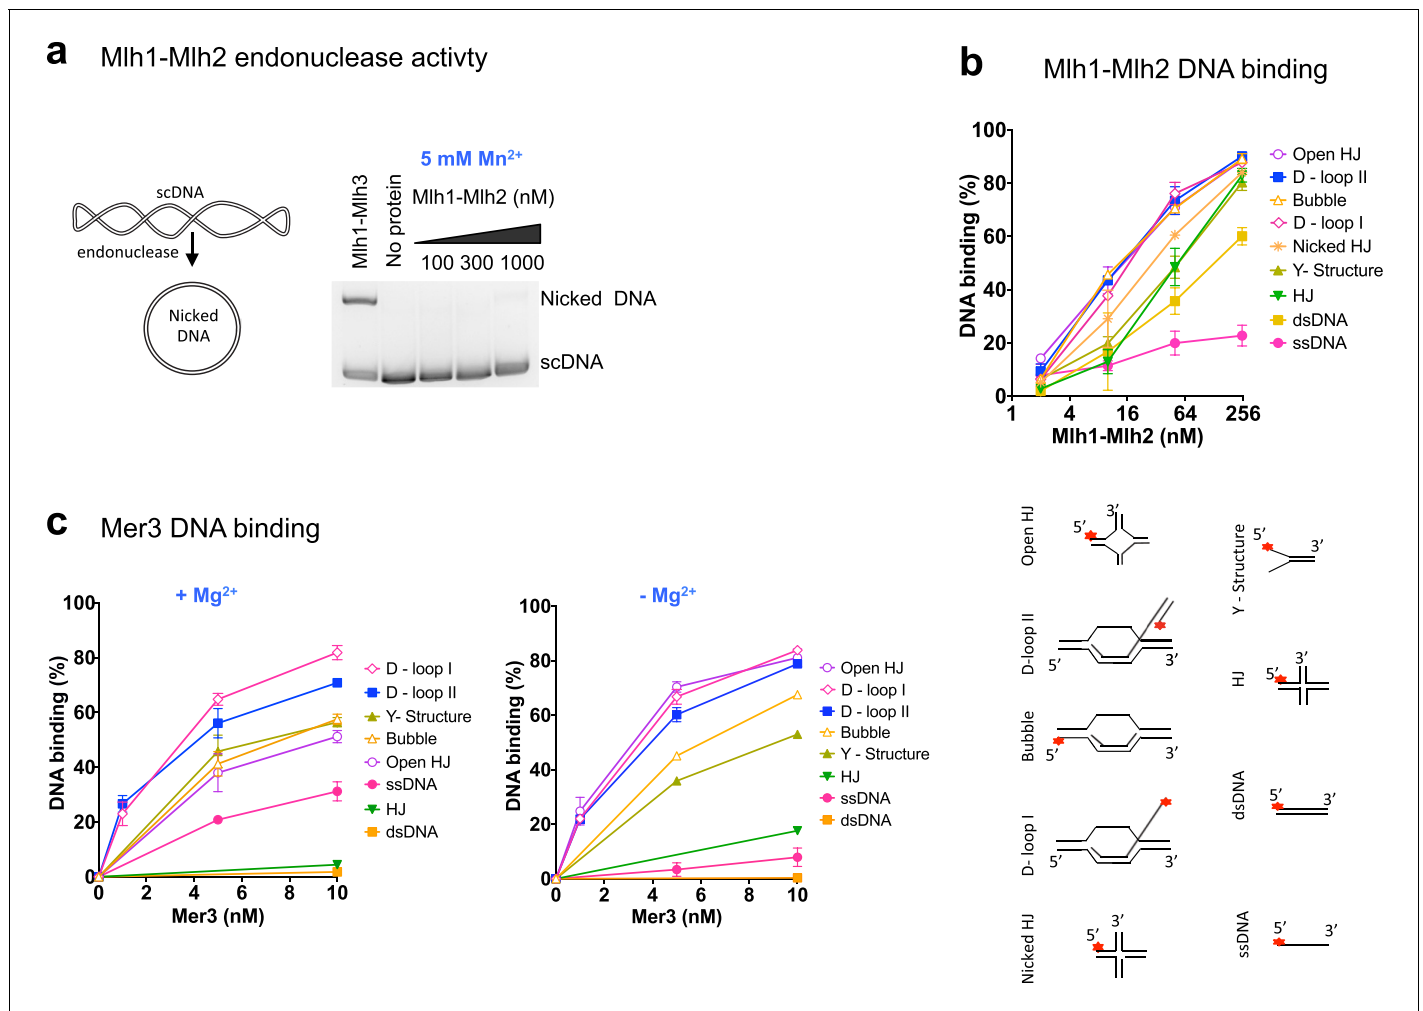 a Mlh1-Mlh2 endonuclease activty
scDNA
endonuclease
Nicked
DNA
5 mM Mn2+
Mlh1-Mlh2 (nM)
Mlh1-Mlh3
No protein
100 300 1000
Nicked DNA
scDNA
b Mlh1-Mlh2 DNA binding
DNA binding (%)
100
80
60
40
20
0
1 4 16 64 256
Mlh1-Mlh2 (nM)
Open HJ
D - loop II
Bubble
D - loop I
Nicked HJ
Y- Structure
HJ
dsDNA
ssDNA
c Mer3 DNA binding
+ Mg2+
DNA binding (%)
100
80
60
40
20
0
0 2 4 6 8 10
Mer3 (nM)
D - loop I
D - loop II
Y- Structure
Bubble
Open HJ
ssDNA
HJ
dsDNA
- Mg2+
DNA binding (%)
100
80
60
40
20
0
0 2 4 6 8 10
Mer3 (nM)
Open HJ
D - loop I
D - loop II
Bubble
Y - Structure
HJ
ssDNA
dsDNA
Open HJ
5’ 3’
D-loop II
5’ 3’
Bubble
5’ 3’
D- loop I
5’ 3’
Nicked HJ
5’ 3’
Y - Structure
5’ 3’
HJ
5’ 3’
dsDNA
5’ 3’
ssDNA
5’ 3’